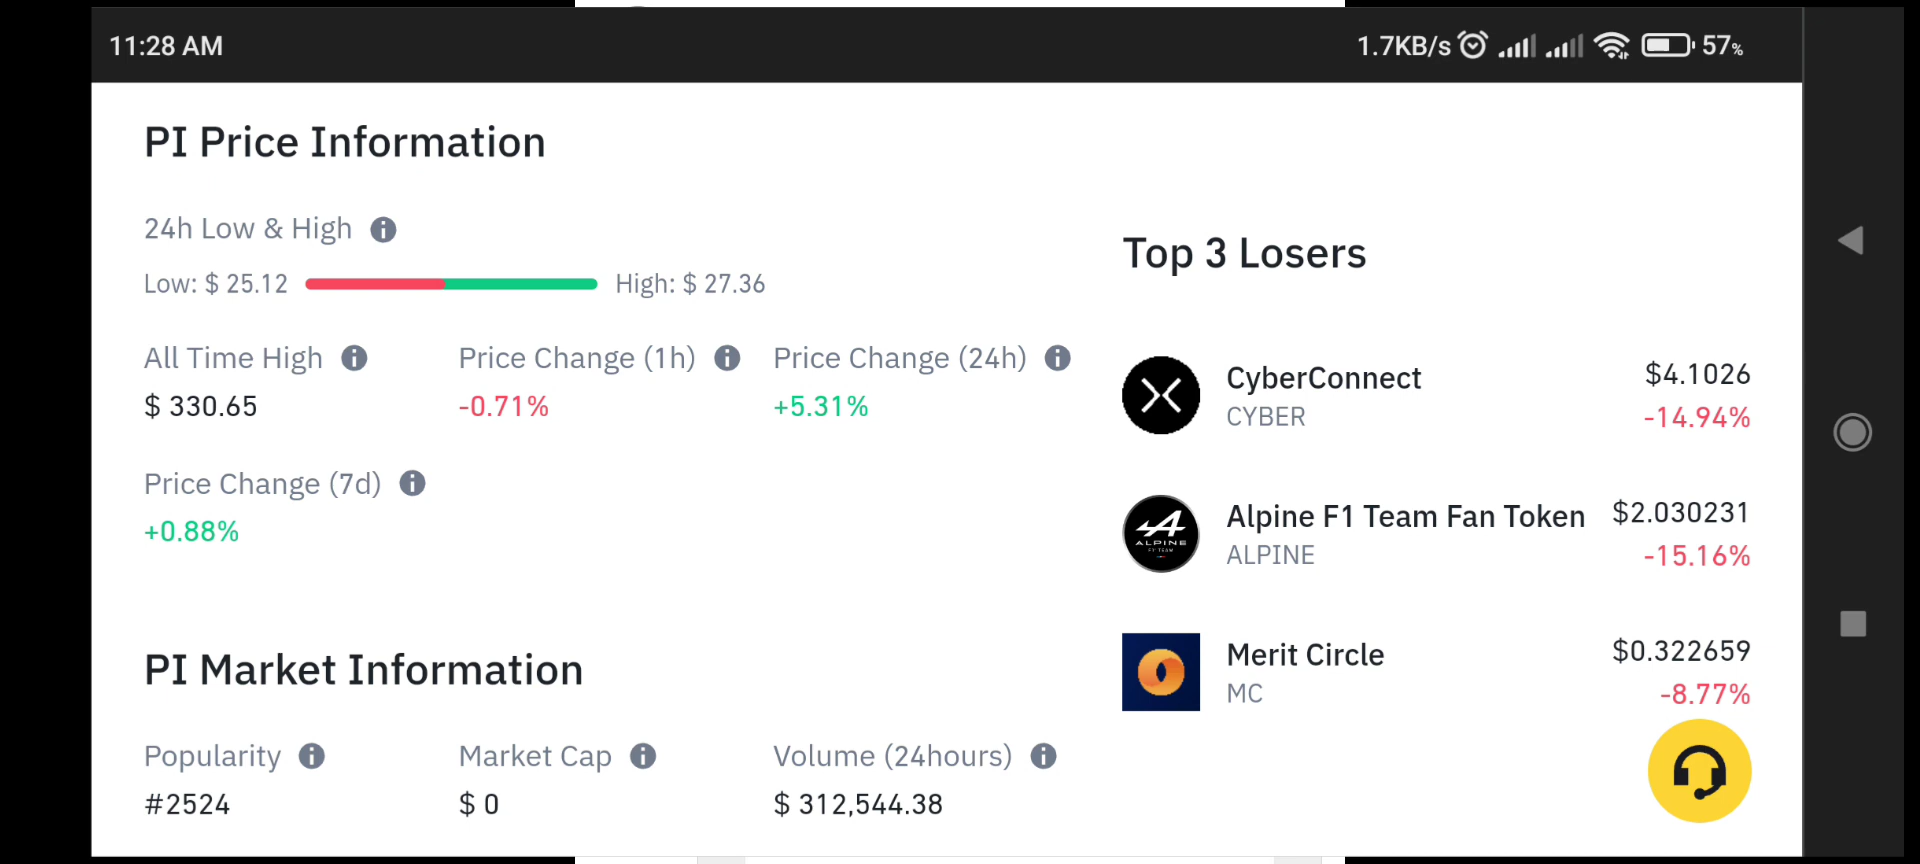 11:28 AM
1.7KB/s 57%
PI Price Information
24h Low & High
Low: $ 25.12 High: $ 27.36
All Time High Price Change (1h) Price Change (24h)
$ 330.65 -0.71% +5.31%
Price Change (7d)
+0.88%
PI Market Information
Popularity Market Cap Volume (24hours)
#2524 $ 0 $ 312,544.38
Top 3 Losers
CyberConnect $4.1026
CYBER -14.94%
ALPINE
F1 TEAM
Alpine F1 Team Fan Token $2.030231
ALPINE -15.16%
Merit Circle $0.322659
MC -8.77%